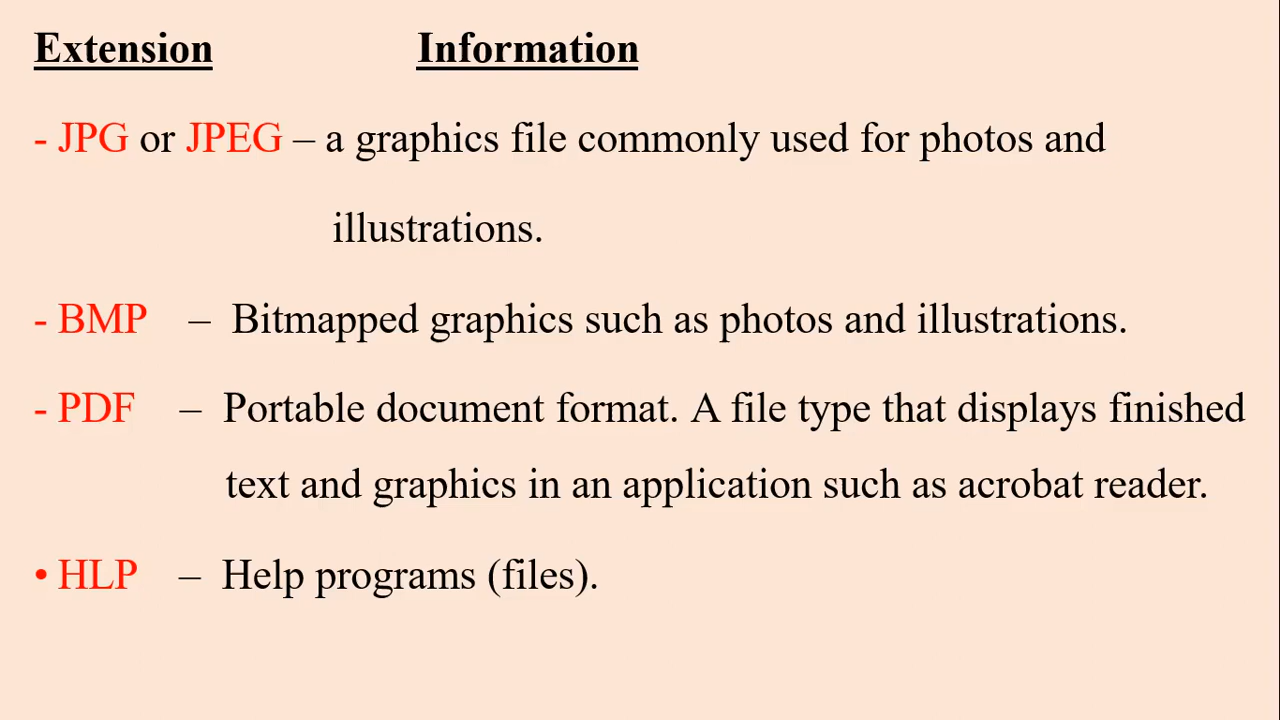 Extension Information
- JPG or JPEG – a graphics file commonly used for photos and
illustrations.
- BMP – Bitmapped graphics such as photos and illustrations.
- PDF – Portable document format. A file type that displays finished
text and graphics in an application such as acrobat reader.
• HLP – Help programs (files).